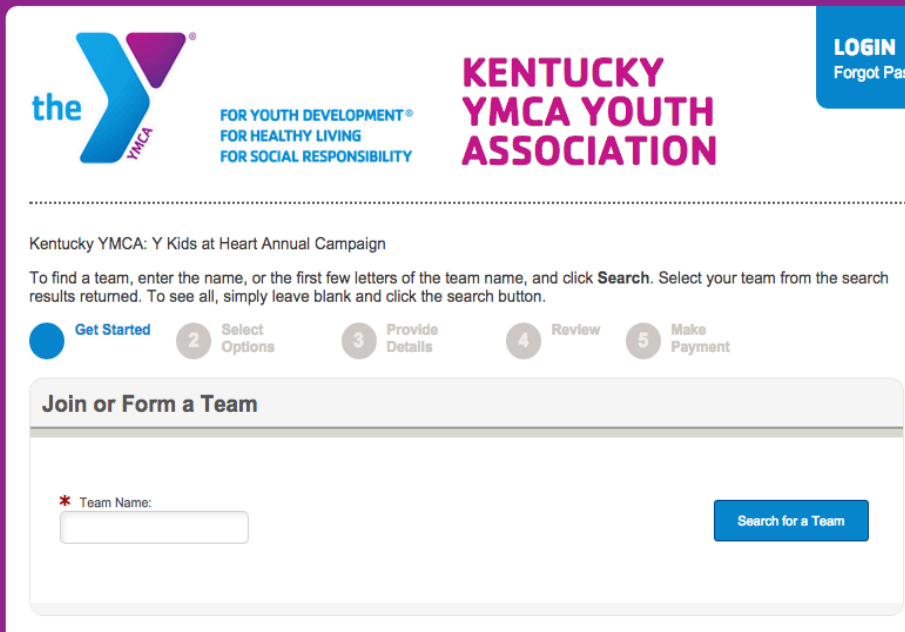 the
YMCA
®
FOR YOUTH DEVELOPMENT®
FOR HEALTHY LIVING
FOR SOCIAL RESPONSIBILITY
KENTUCKY
YMCA YOUTH
ASSOCIATION
LOGIN
Forgot Pas
Kentucky YMCA: Y Kids at Heart Annual Campaign
To find a team, enter the name, or the first few letters of the team name, and click Search. Select your team from the search
results returned. To see all, simply leave blank and click the search button.
Get Started
2 Select
Options
3 Provide
Details
4 Review
5 Make
Payment
Join or Form a Team
* Team Name:
Search for a Team